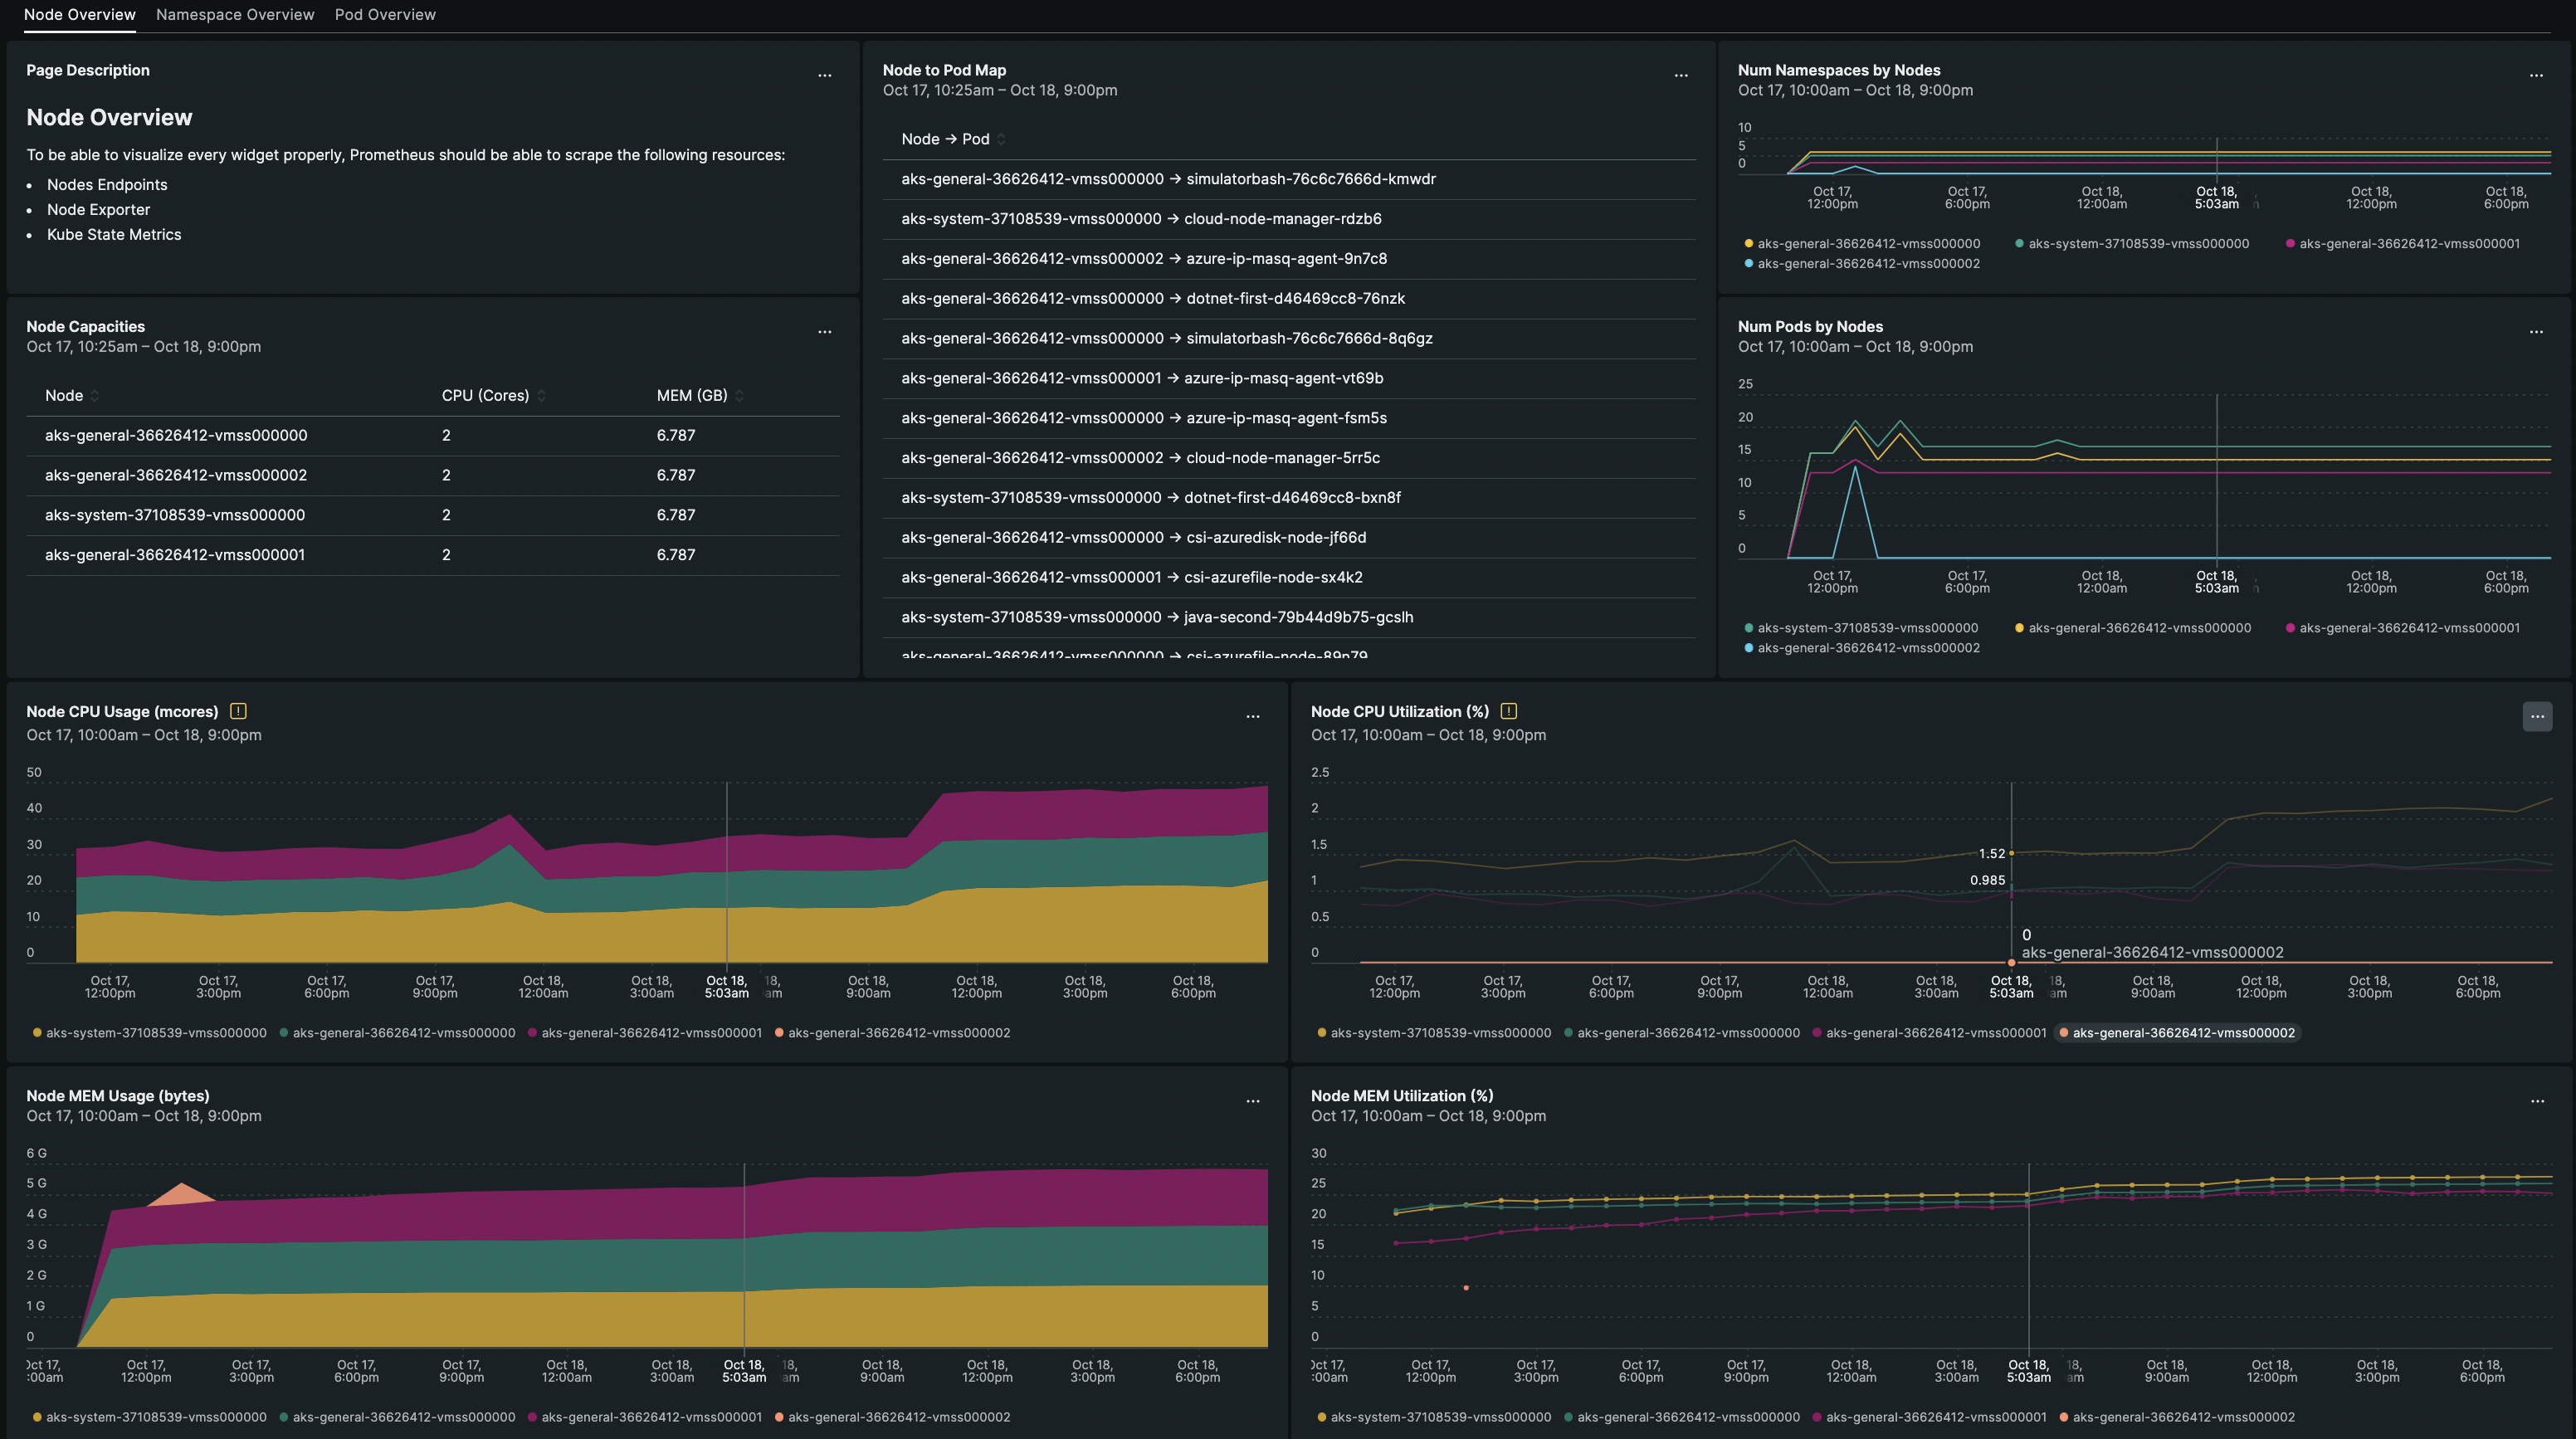 Node Overview Namespace Overview Pod Overview
Page Description
...
Node Overview
To be able to visualize every widget properly, Prometheus should be able to scrape the following resources:
• Nodes Endpoints
• Node Exporter
• Kube State Metrics
Node Capacities
...
Oct 17, 10:25am – Oct 18, 9:00pm
Node CPU (Cores) MEM (GB)
aks-general-36626412-vmss000000 2 6.787
aks-general-36626412-vmss000002 2 6.787
aks-system-37108539-vmss000000 2 6.787
aks-general-36626412-vmss000001 2 6.787
Node to Pod Map
...
Oct 17, 10:25am – Oct 18, 9:00pm
Node → Pod
aks-general-36626412-vmss000000 → simulatorbash-76c6c7666d-kmwdr
aks-system-37108539-vmss000000 → cloud-node-manager-rdzb6
aks-general-36626412-vmss000002 → azure-ip-masq-agent-9n7c8
aks-general-36626412-vmss000000 → dotnet-first-d46469cc8-76nzk
aks-general-36626412-vmss000000 → simulatorbash-76c6c7666d-8q6gz
aks-general-36626412-vmss000001 → azure-ip-masq-agent-vt69b
aks-general-36626412-vmss000000 → azure-ip-masq-agent-fsm5s
aks-general-36626412-vmss000002 → cloud-node-manager-5rr5c
aks-system-37108539-vmss000000 → dotnet-first-d46469cc8-bxn8f
aks-general-36626412-vmss000000 → csi-azuredisk-node-jf66d
aks-general-36626412-vmss000001 → csi-azurefile-node-sx4k2
aks-system-37108539-vmss000000 → java-second-79b44d9b75-gcslh
aks-general-36626412-vmss000000 → csi-azurefile-node-89n79
Num Namespaces by Nodes
...
Oct 17, 10:00am – Oct 18, 9:00pm
10
5
0
Oct 17, Oct 17, Oct 18, Oct 18, Oct 18, Oct 18,
12:00pm 6:00pm 12:00am 5:03am 12:00pm 6:00pm
aks-general-36626412-vmss000000 aks-system-37108539-vmss000000 aks-general-36626412-vmss000001
aks-general-36626412-vmss000002
Num Pods by Nodes
...
Oct 17, 10:00am – Oct 18, 9:00pm
25
20
15
10
5
0
Oct 17, Oct 17, Oct 18, Oct 18, Oct 18, Oct 18,
12:00pm 6:00pm 12:00am 5:03am 12:00pm 6:00pm
aks-system-37108539-vmss000000 aks-general-36626412-vmss000000 aks-general-36626412-vmss000001
aks-general-36626412-vmss000002
Node CPU Usage (mcores) !
...
Oct 17, 10:00am – Oct 18, 9:00pm
50
40
30
20
10
0
Oct 17, Oct 17, Oct 17, Oct 17, Oct 18, Oct 18, Oct 18, 18, Oct 18, Oct 18, Oct 18, Oct 18,
12:00pm 3:00pm 6:00pm 9:00pm 12:00am 3:00am 5:03am am 9:00am 12:00pm 3:00pm 6:00pm
aks-system-37108539-vmss000000 aks-general-36626412-vmss000000 aks-general-36626412-vmss000001 aks-general-36626412-vmss000002
Node CPU Utilization (%) !
...
Oct 17, 10:00am – Oct 18, 9:00pm
2.5
2
1.5
1.52
1
0.985
0.5
0
aks-general-36626412-vmss000002
0
Oct 17, Oct 17, Oct 17, Oct 17, Oct 18, Oct 18, Oct 18, 18, Oct 18, Oct 18, Oct 18, Oct 18,
12:00pm 3:00pm 6:00pm 9:00pm 12:00am 3:00am 5:03am am 9:00am 12:00pm 3:00pm 6:00pm
aks-system-37108539-vmss000000 aks-general-36626412-vmss000000 aks-general-36626412-vmss000001 aks-general-36626412-vmss000002
Node MEM Usage (bytes)
...
Oct 17, 10:00am – Oct 18, 9:00pm
6 G
5 G
4 G
3 G
2 G
1 G
0
Oct 17, Oct 17, Oct 17, Oct 17, Oct 17, Oct 18, Oct 18, Oct 18, 18, Oct 18, Oct 18, Oct 18, Oct 18,
:00am 12:00pm 3:00pm 6:00pm 9:00pm 12:00am 3:00am 5:03am am 9:00am 12:00pm 3:00pm 6:00pm
aks-system-37108539-vmss000000 aks-general-36626412-vmss000000 aks-general-36626412-vmss000001 aks-general-36626412-vmss000002
Node MEM Utilization (%)
...
Oct 17, 10:00am – Oct 18, 9:00pm
30
25
20
15
10
5
0
Oct 17, Oct 17, Oct 17, Oct 17, Oct 17, Oct 18, Oct 18, Oct 18, 18, Oct 18, Oct 18, Oct 18, Oct 18,
:00am 12:00pm 3:00pm 6:00pm 9:00pm 12:00am 3:00am 5:03am am 9:00am 12:00pm 3:00pm 6:00pm
aks-system-37108539-vmss000000 aks-general-36626412-vmss000000 aks-general-36626412-vmss000001 aks-general-36626412-vmss000002